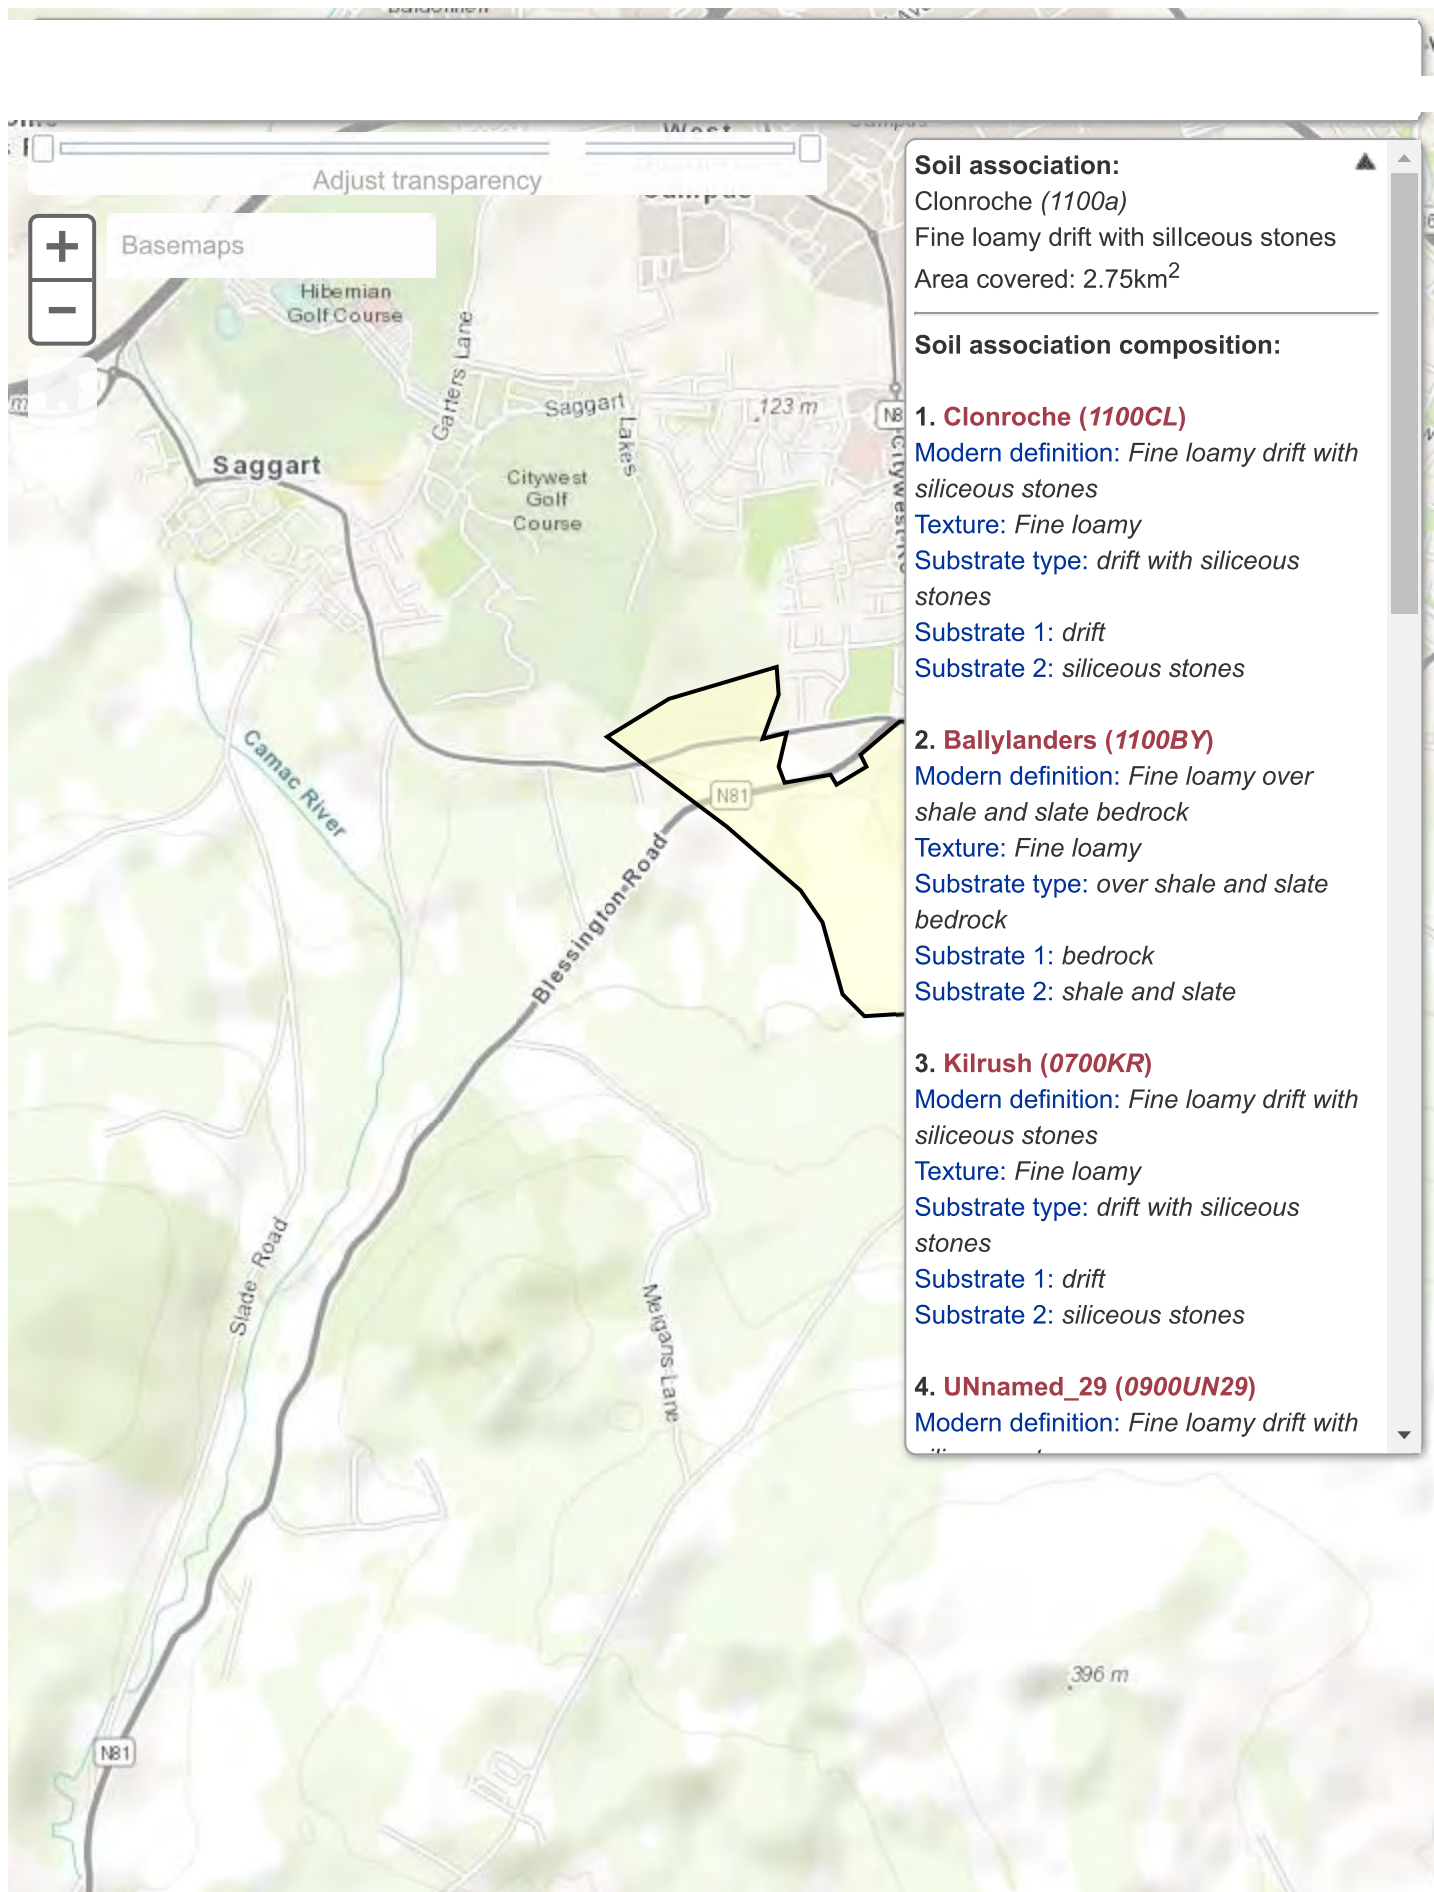 West
Adjust transparency
Basemaps
+
−
Hibernian
Golf Course
Garters Lane
Saggart
Lakes
123 m
N8
Saggart
Citywest
Golf
Course
Camac River
N81
Blessington Road
Slade Road
Meigans Lane
396 m
N81
Soil association:
Clonroche (1100a)
Fine loamy drift with sillceous stones
Area covered: 2.75km²
Soil association composition:
1. Clonroche (1100CL)
Modern definition: Fine loamy drift with
siliceous stones
Texture: Fine loamy
Substrate type: drift with siliceous
stones
Substrate 1: drift
Substrate 2: siliceous stones
2. Ballylanders (1100BY)
Modern definition: Fine loamy over
shale and slate bedrock
Texture: Fine loamy
Substrate type: over shale and slate
bedrock
Substrate 1: bedrock
Substrate 2: shale and slate
3. Kilrush (0700KR)
Modern definition: Fine loamy drift with
siliceous stones
Texture: Fine loamy
Substrate type: drift with siliceous
stones
Substrate 1: drift
Substrate 2: siliceous stones
4. UNnamed_29 (0900UN29)
Modern definition: Fine loamy drift with